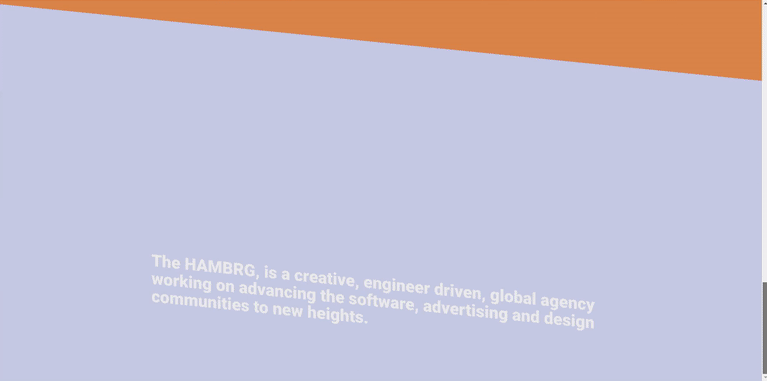 The HAMBRG, is a creative, engineer driven, global agency
working on advancing the software, advertising and design
communities to new heights.